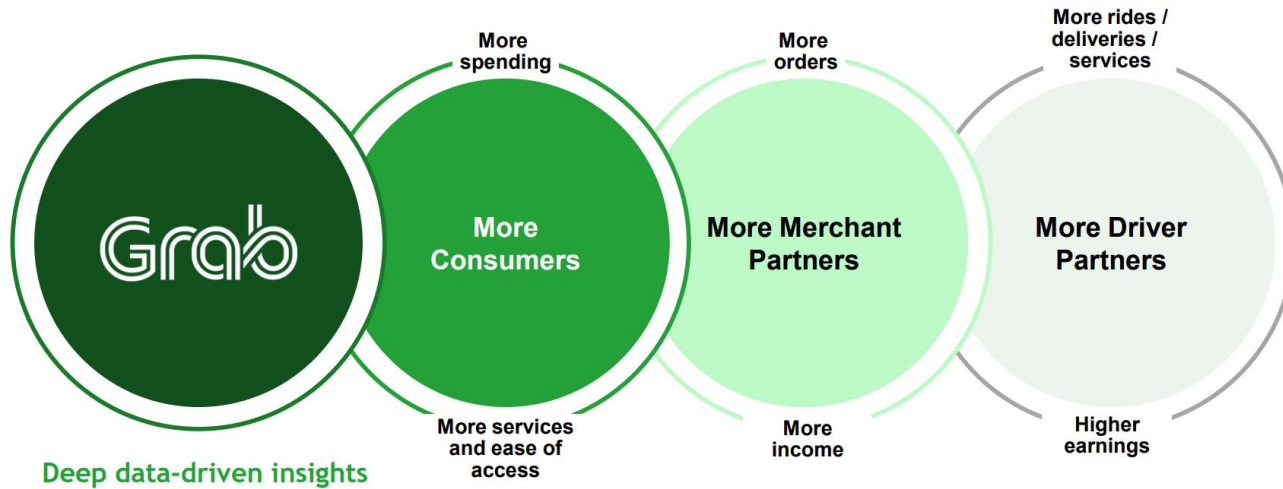 Grab
Deep data-driven insights
More
spending
More
Consumers
More services
and ease of
access
More
orders
More Merchant
Partners
More
income
More rides /
deliveries /
services
More Driver
Partners
Higher
earnings